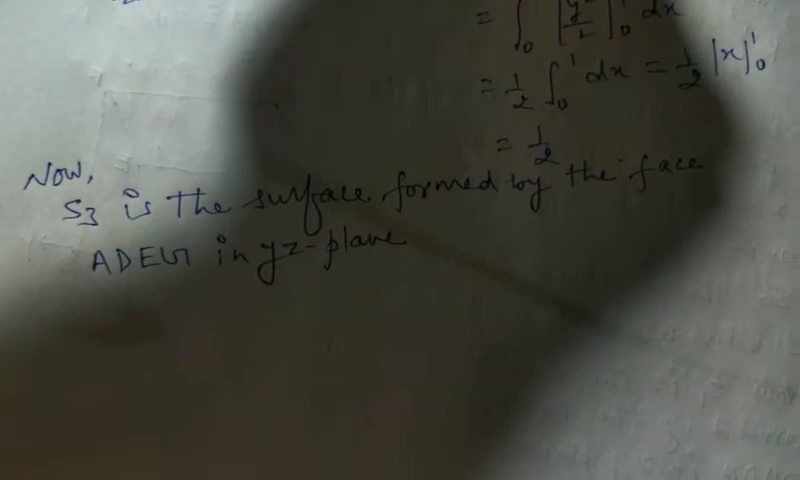 = ∫₀ |y²/2|₀¹ dx
= 1/2 ∫₀¹ dx = 1/2 |x|₀¹
= 1/2
Now,
S₃ is the surface formed by the face
ADEG in yz-plane